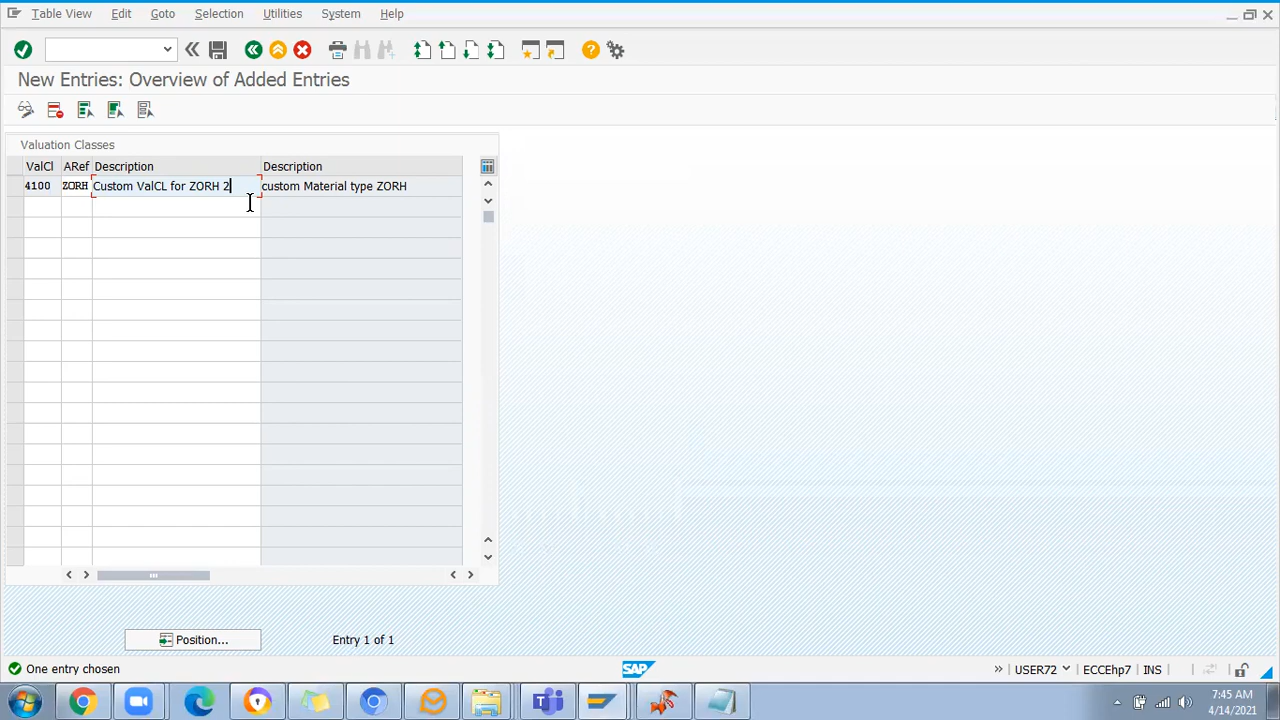 Table View Edit Goto Selection Utilities System Help
New Entries: Overview of Added Entries
Valuation Classes
ValCl ARef Description Description
4100 ZORH Custom ValCL for ZORH 2 custom Material type ZORH
Position... Entry 1 of 1
One entry chosen SAP USER72 ECCEhp7 INS
7:45 AM
4/14/2021